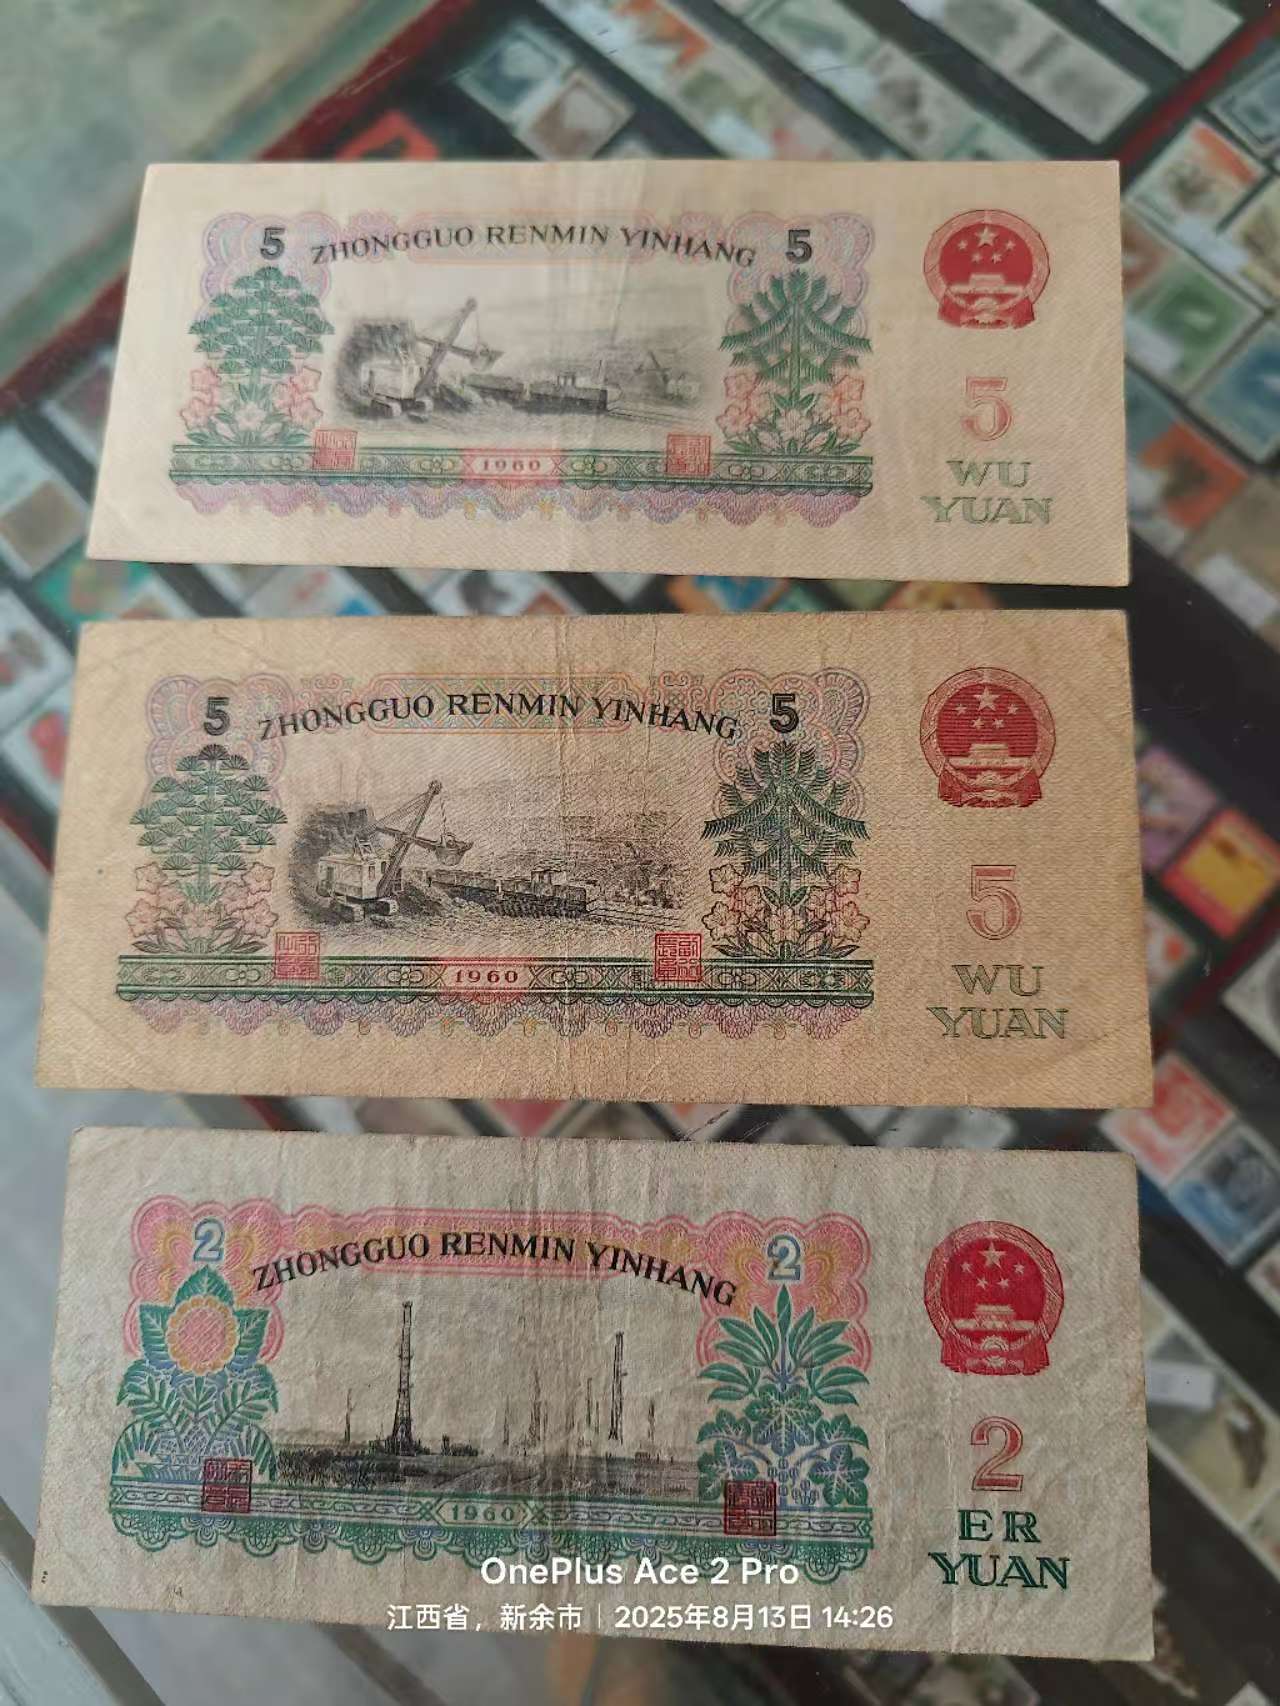 5 ZHONGGUO RENMIN YINHANG 5
1960
5
WU
YUAN
5 ZHONGGUO RENMIN YINHANG 5
1960
5
WU
YUAN
2 ZHONGGUO RENMIN YINHANG 2
1960
2
ER
YUAN
OnePlus Ace 2 Pro
江西省，新余市｜2025年8月13日 14:26